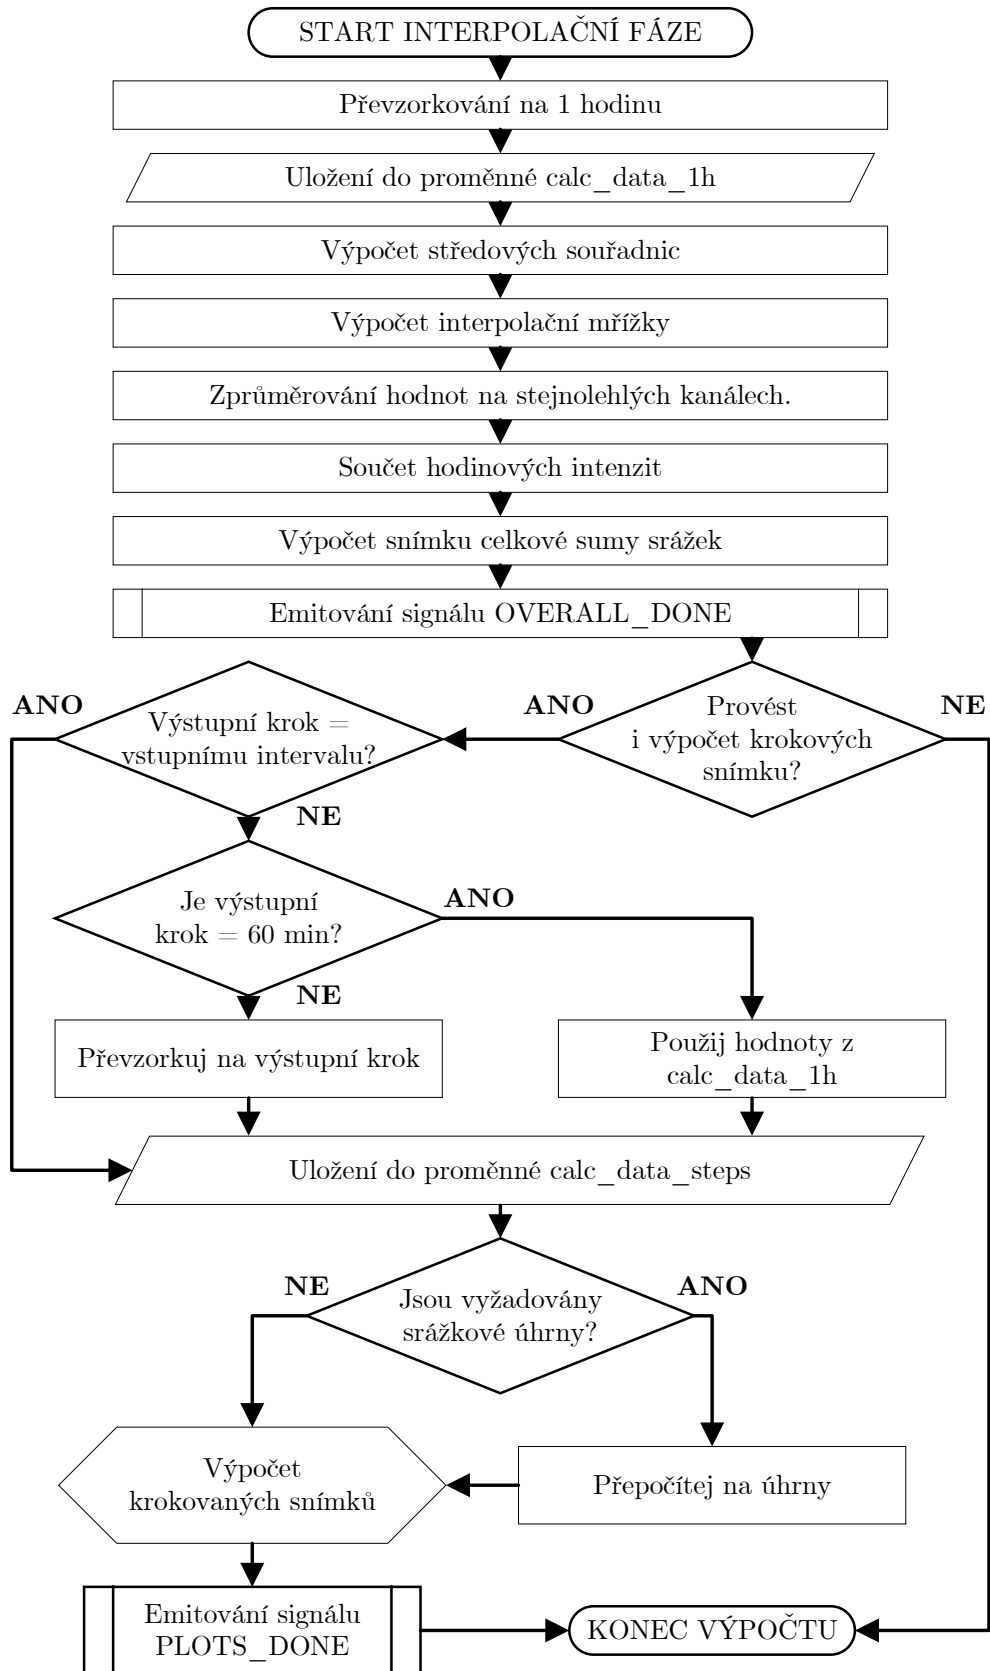 START INTERPOLAČNÍ FÁZE
Převzorkování na 1 hodinu
Uložení do proměnné calc_data_1h
Výpočet středových souřadnic
Výpočet interpolační mřížky
Zprůměrování hodnot na stejnolehlých kanálech.
Součet hodinových intenzit
Výpočet snímku celkové sumy srážek
Emitování signálu OVERALL_DONE
ANO
Výstupní krok =
vstupnímu intervalu?
ANO
Provést
i výpočet krokových
snímku?
NE
NE
Je výstupní
krok = 60 min?
ANO
NE
Převzorkuj na výstupní krok
Použij hodnoty z
calc_data_1h
Uložení do proměnné calc_data_steps
NE
Jsou vyžadovány
srážkové úhrny?
ANO
Výpočet
krokovaných snímků
Přepočítej na úhrny
Emitování signálu
PLOTS_DONE
KONEC VÝPOČTU